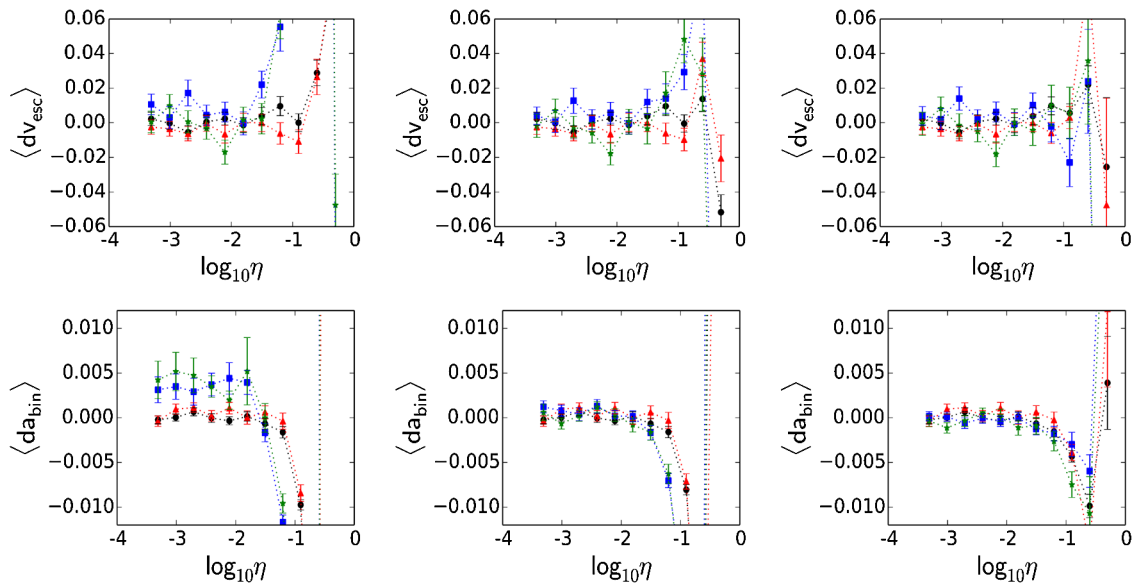 0.06 0.06 0.06
0.04 0.04 0.04
0.02 0.02 0.02
0.00 0.00 0.00
−0.02 −0.02 −0.02
−0.04 −0.04 −0.04
−0.06 −0.06 −0.06
⟨dv_esc⟩ ⟨dv_esc⟩ ⟨dv_esc⟩
-4 -3 -2 -1 0 -4 -3 -2 -1 0 -4 -3 -2 -1 0
log₁₀η log₁₀η log₁₀η
0.010 0.010 0.010
0.005 0.005 0.005
0.000 0.000 0.000
−0.005 −0.005 −0.005
−0.010 −0.010 −0.010
⟨da_bin⟩ ⟨da_bin⟩ ⟨da_bin⟩
-4 -3 -2 -1 0 -4 -3 -2 -1 0 -4 -3 -2 -1 0
log₁₀η log₁₀η log₁₀η